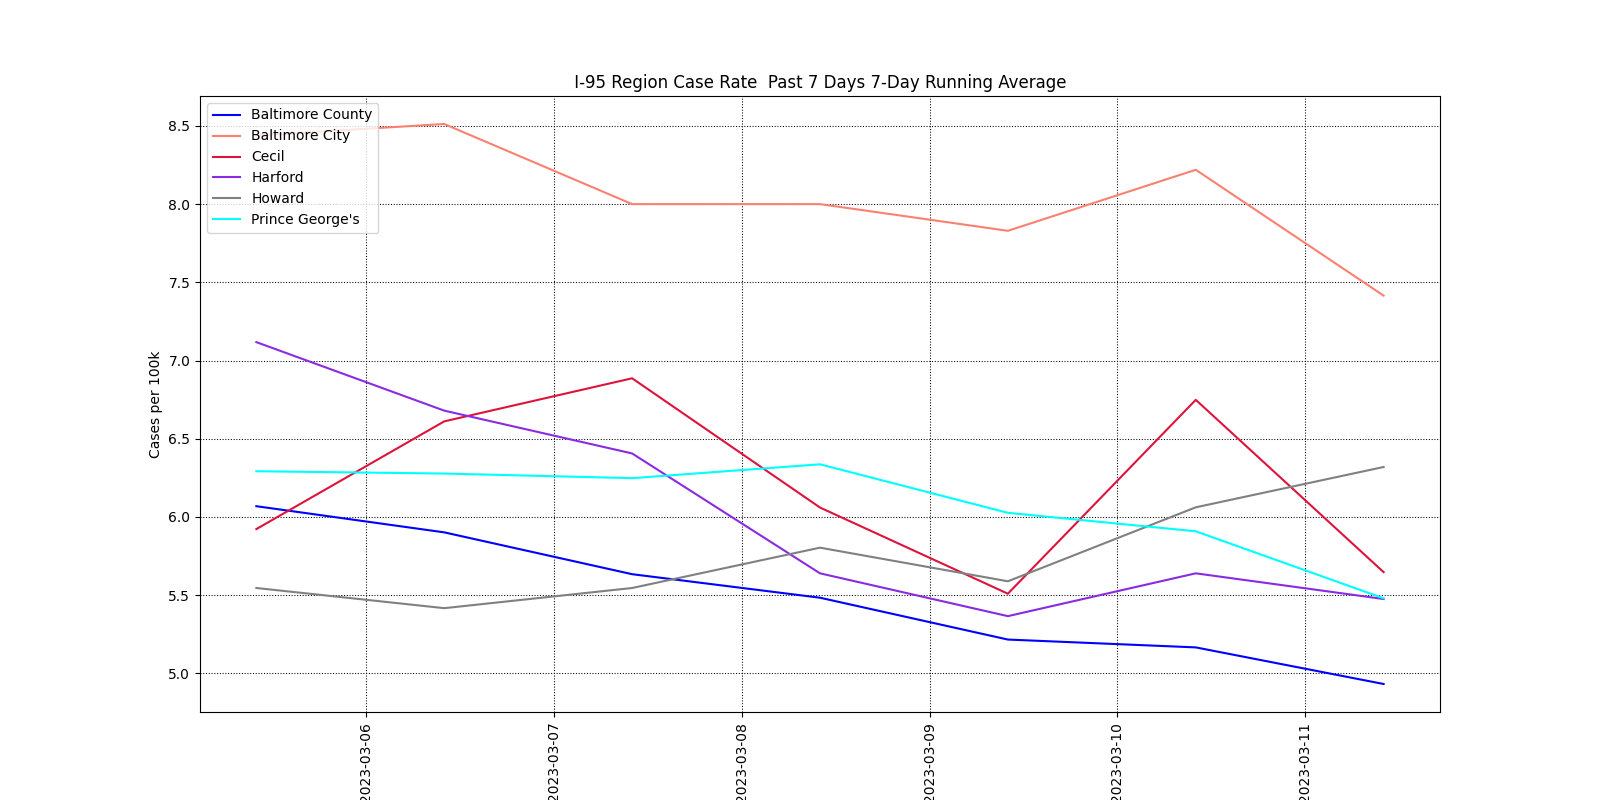 I-95 Region Case Rate  Past 7 Days 7-Day Running Average
Baltimore County
Baltimore City
Cecil
Harford
Howard
Prince George's
Cases per 100k
8.5
8.0
7.5
7.0
6.5
6.0
5.5
5.0
2023-03-06
2023-03-07
2023-03-08
2023-03-09
2023-03-10
2023-03-11